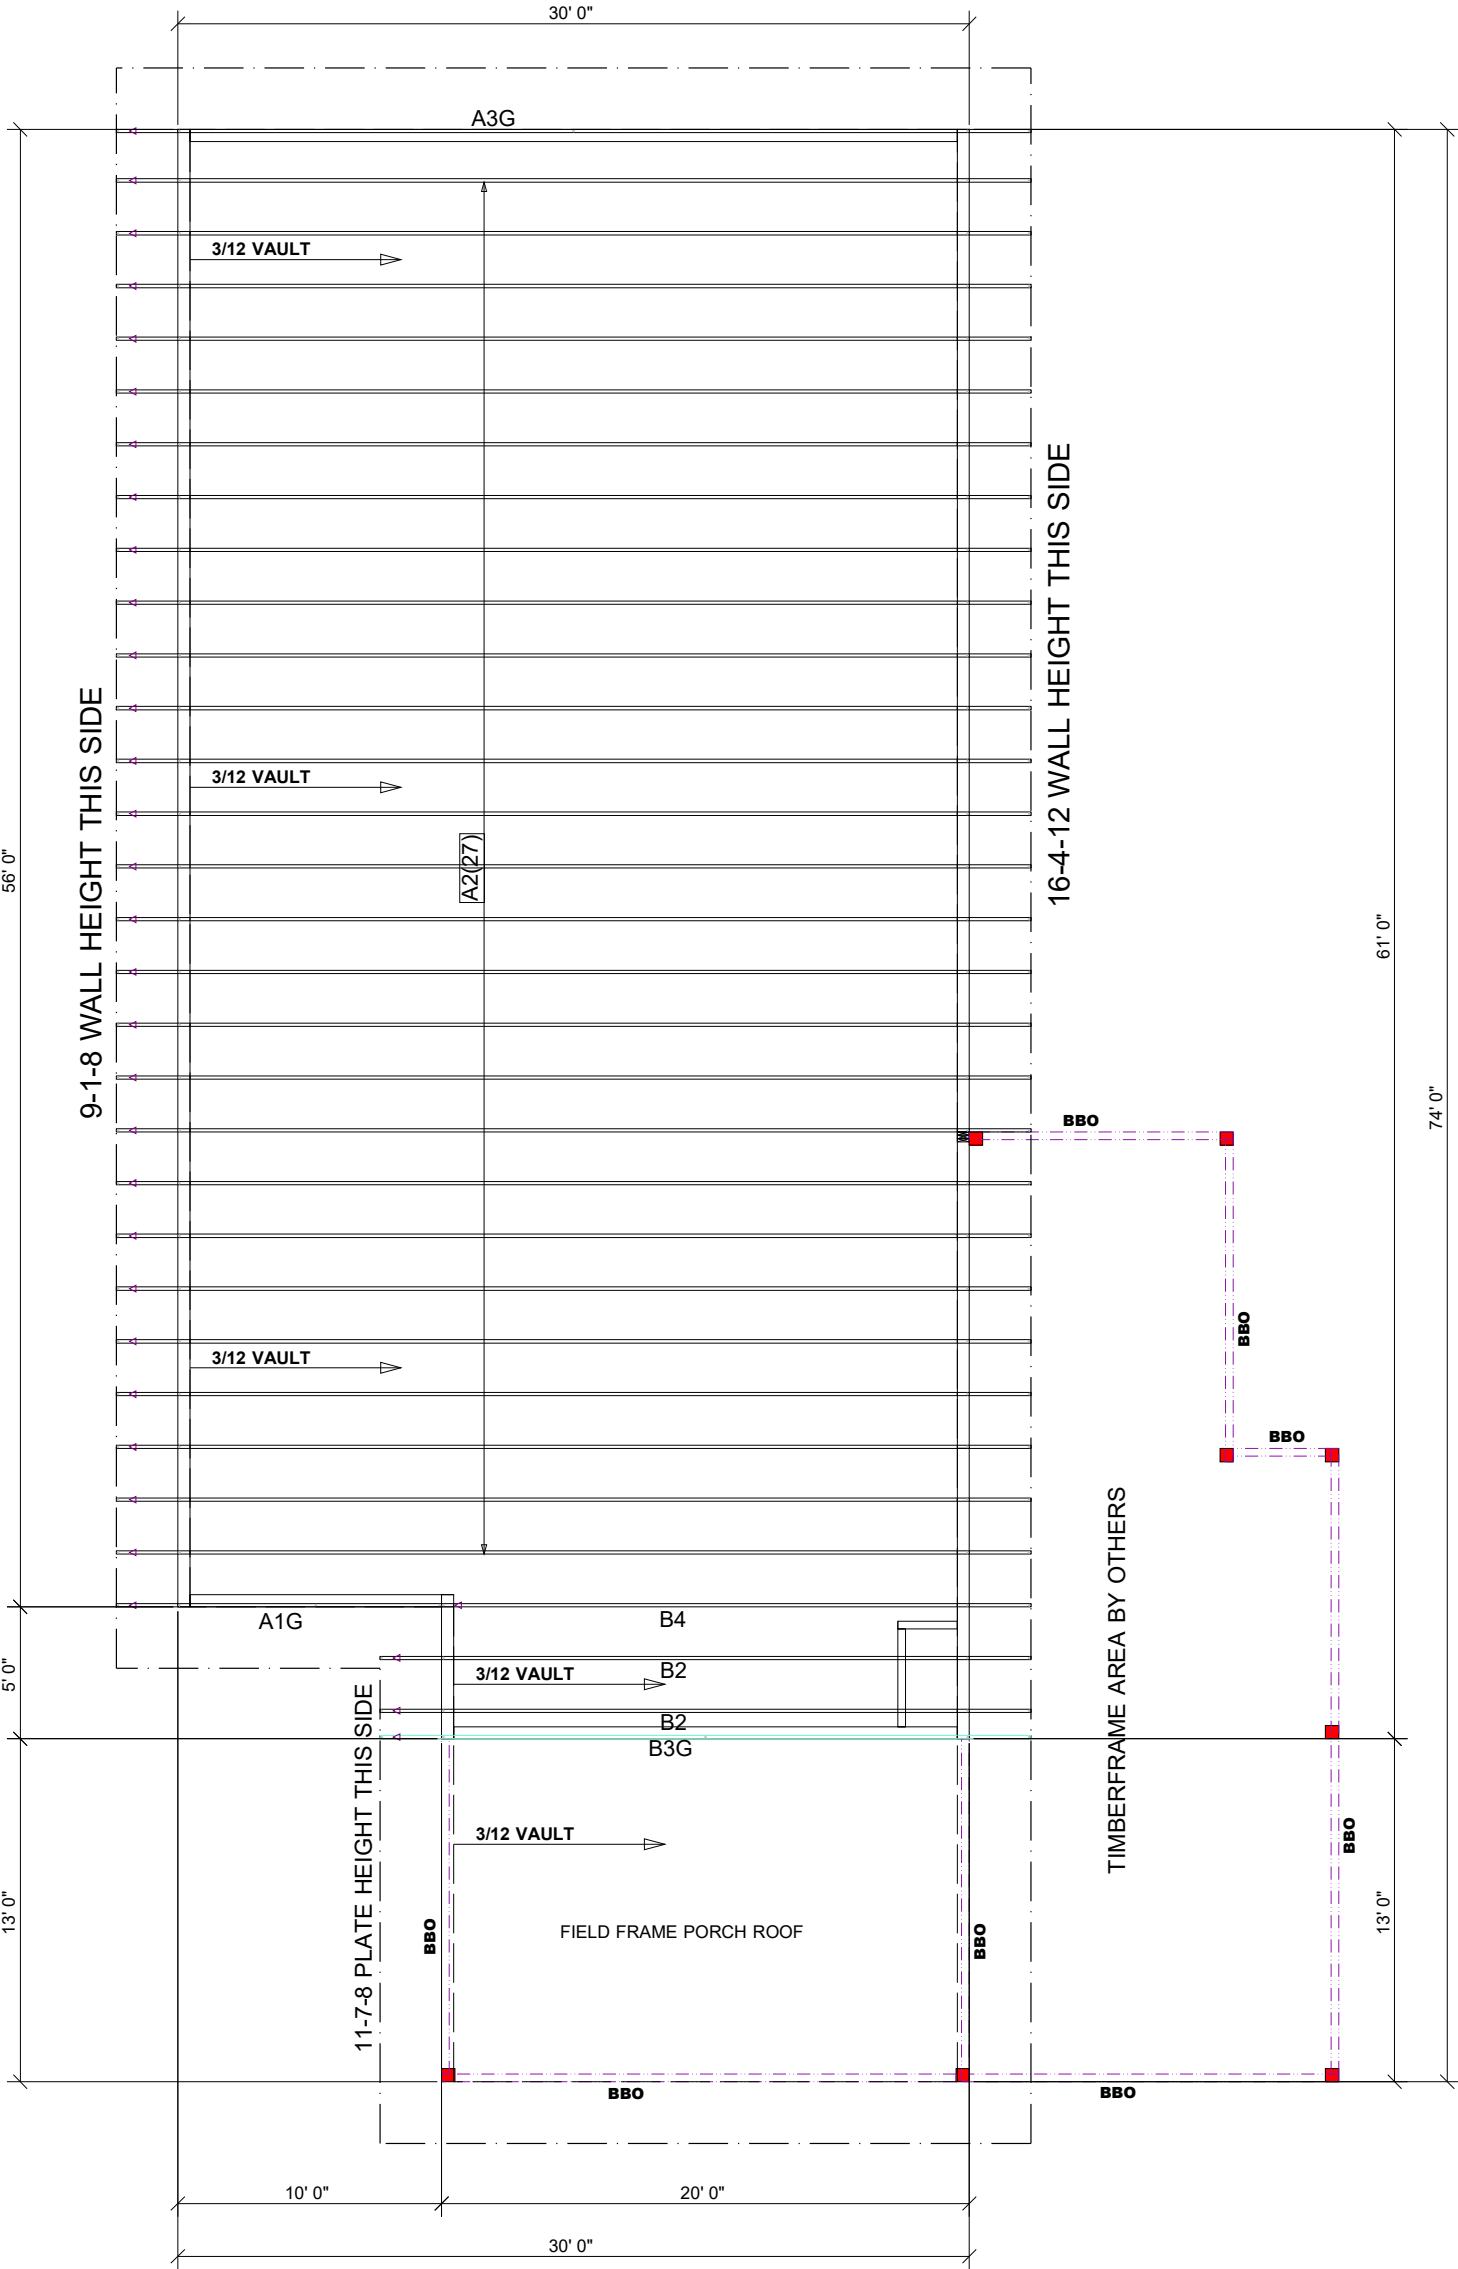 30' 0"
A3G
3/12 VAULT
16-4-12 WALL HEIGHT THIS SIDE
9-1-8 WALL HEIGHT THIS SIDE
3/12 VAULT
A2(27)
56' 0"
61' 0"
74' 0"
BBO
BBO
3/12 VAULT
BBO
TIMBERFRAME AREA BY OTHERS
A1G
B4
5' 0"
3/12 VAULT
B2
B2
B3G
11-7-8 PLATE HEIGHT THIS SIDE
3/12 VAULT
BBO
13' 0"
BBO
FIELD FRAME PORCH ROOF
BBO
13' 0"
BBO
BBO
10' 0"
20' 0"
30' 0"